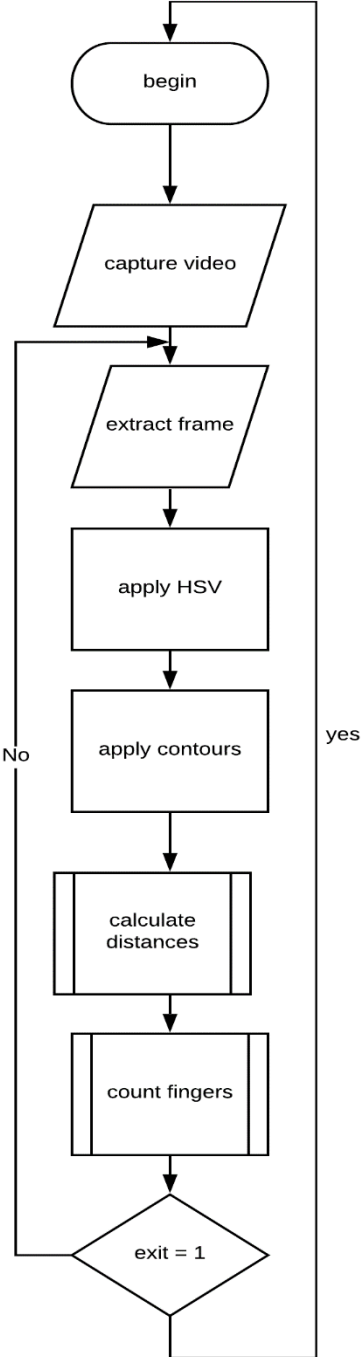 begin
capture video
extract frame
apply HSV
apply contours
yes
No
calculate
distances
count fingers
exit = 1